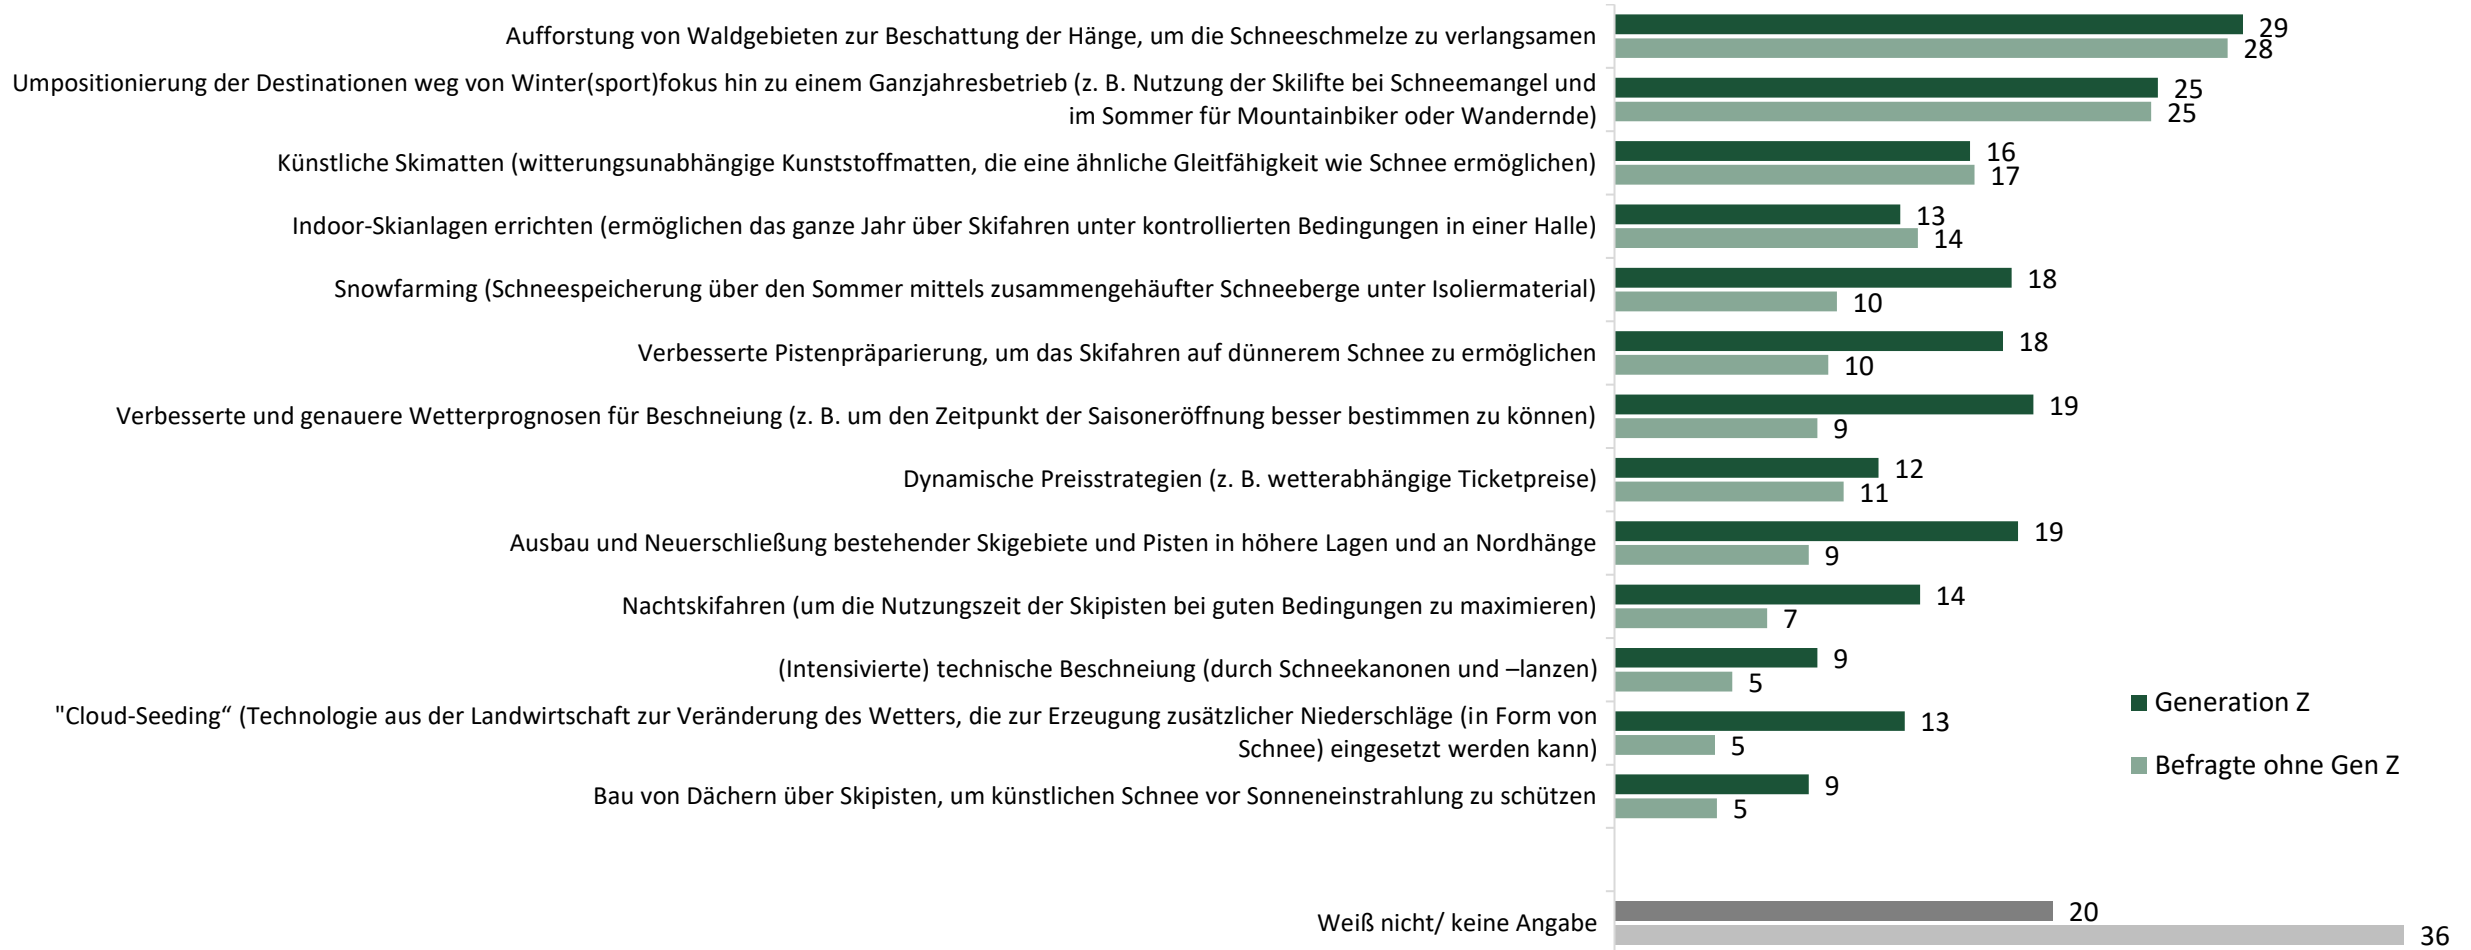 Aufforstung von Waldgebieten zur Beschattung der Hänge, um die Schneeschmelze zu verlangsamen
29
28
Umpositionierung der Destinationen weg von Winter(sport)fokus hin zu einem Ganzjahresbetrieb (z. B. Nutzung der Skilifte bei Schneemangel und
im Sommer für Mountainbiker oder Wandernde)
25
25
Künstliche Skimatten (witterungsunabhängige Kunststoffmatten, die eine ähnliche Gleitfähigkeit wie Schnee ermöglichen)
16
17
Indoor-Skianlagen errichten (ermöglichen das ganze Jahr über Skifahren unter kontrollierten Bedingungen in einer Halle)
13
14
Snowfarming (Schneespeicherung über den Sommer mittels zusammengehäufter Schneeberge unter Isoliermaterial)
18
10
Verbesserte Pistenpräparierung, um das Skifahren auf dünnerem Schnee zu ermöglichen
18
10
Verbesserte und genauere Wetterprognosen für Beschneiung (z. B. um den Zeitpunkt der Saisoneröffnung besser bestimmen zu können)
19
9
Dynamische Preisstrategien (z. B. wetterabhängige Ticketpreise)
12
11
Ausbau und Neuerschließung bestehender Skigebiete und Pisten in höhere Lagen und an Nordhänge
19
9
Nachtskifahren (um die Nutzungszeit der Skipisten bei guten Bedingungen zu maximieren)
14
7
(Intensivierte) technische Beschneiung (durch Schneekanonen und –lanzen)
9
5
"Cloud-Seeding“ (Technologie aus der Landwirtschaft zur Veränderung des Wetters, die zur Erzeugung zusätzlicher Niederschläge (in Form von
Schnee) eingesetzt werden kann)
13
5
Bau von Dächern über Skipisten, um künstlichen Schnee vor Sonneneinstrahlung zu schützen
9
5
Weiß nicht/ keine Angabe
20
36
Generation Z
Befragte ohne Gen Z